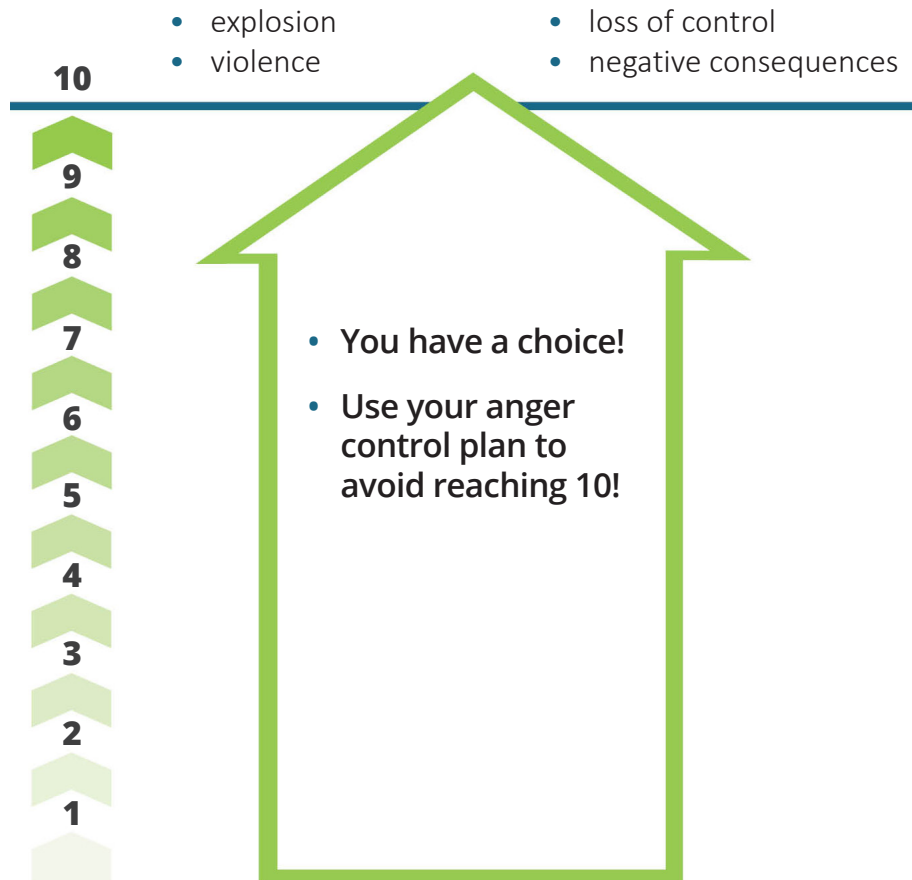 • explosion
• violence
• loss of control
• negative consequences
10
9
8
7
6
5
4
3
2
1
• You have a choice!
• Use your anger
control plan to
avoid reaching 10!